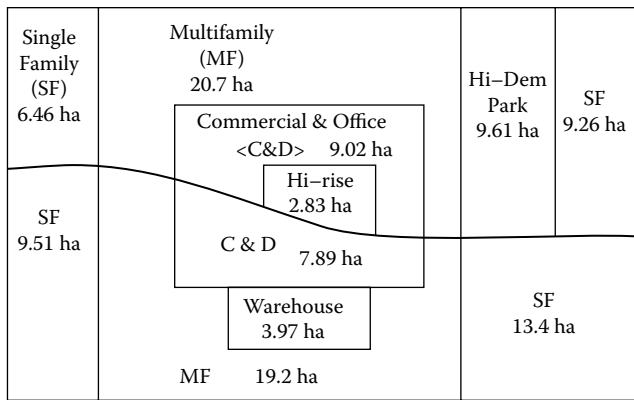 Single
Family
(SF)
6.46 ha
Multifamily
(MF)
20.7 ha
Hi–Dem
Park
9.61 ha
SF
9.26 ha
Commercial & Office
<C&D> 9.02 ha
Hi–rise
2.83 ha
SF
9.51 ha
C & D
7.89 ha
Warehouse
3.97 ha
SF
13.4 ha
MF 19.2 ha